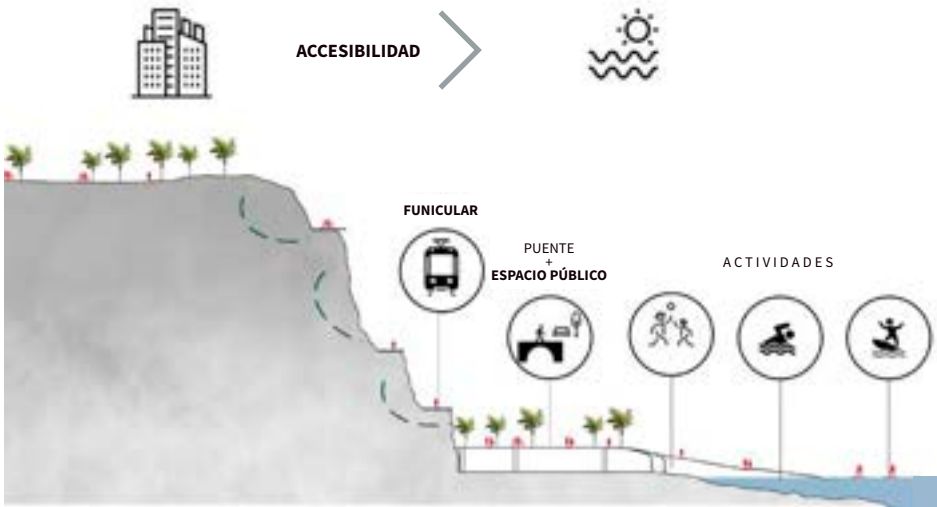 ACCESIBILIDAD
FUNICULAR
PUENTE
+
ESPACIO PÚBLICO
ACTIVIDADES